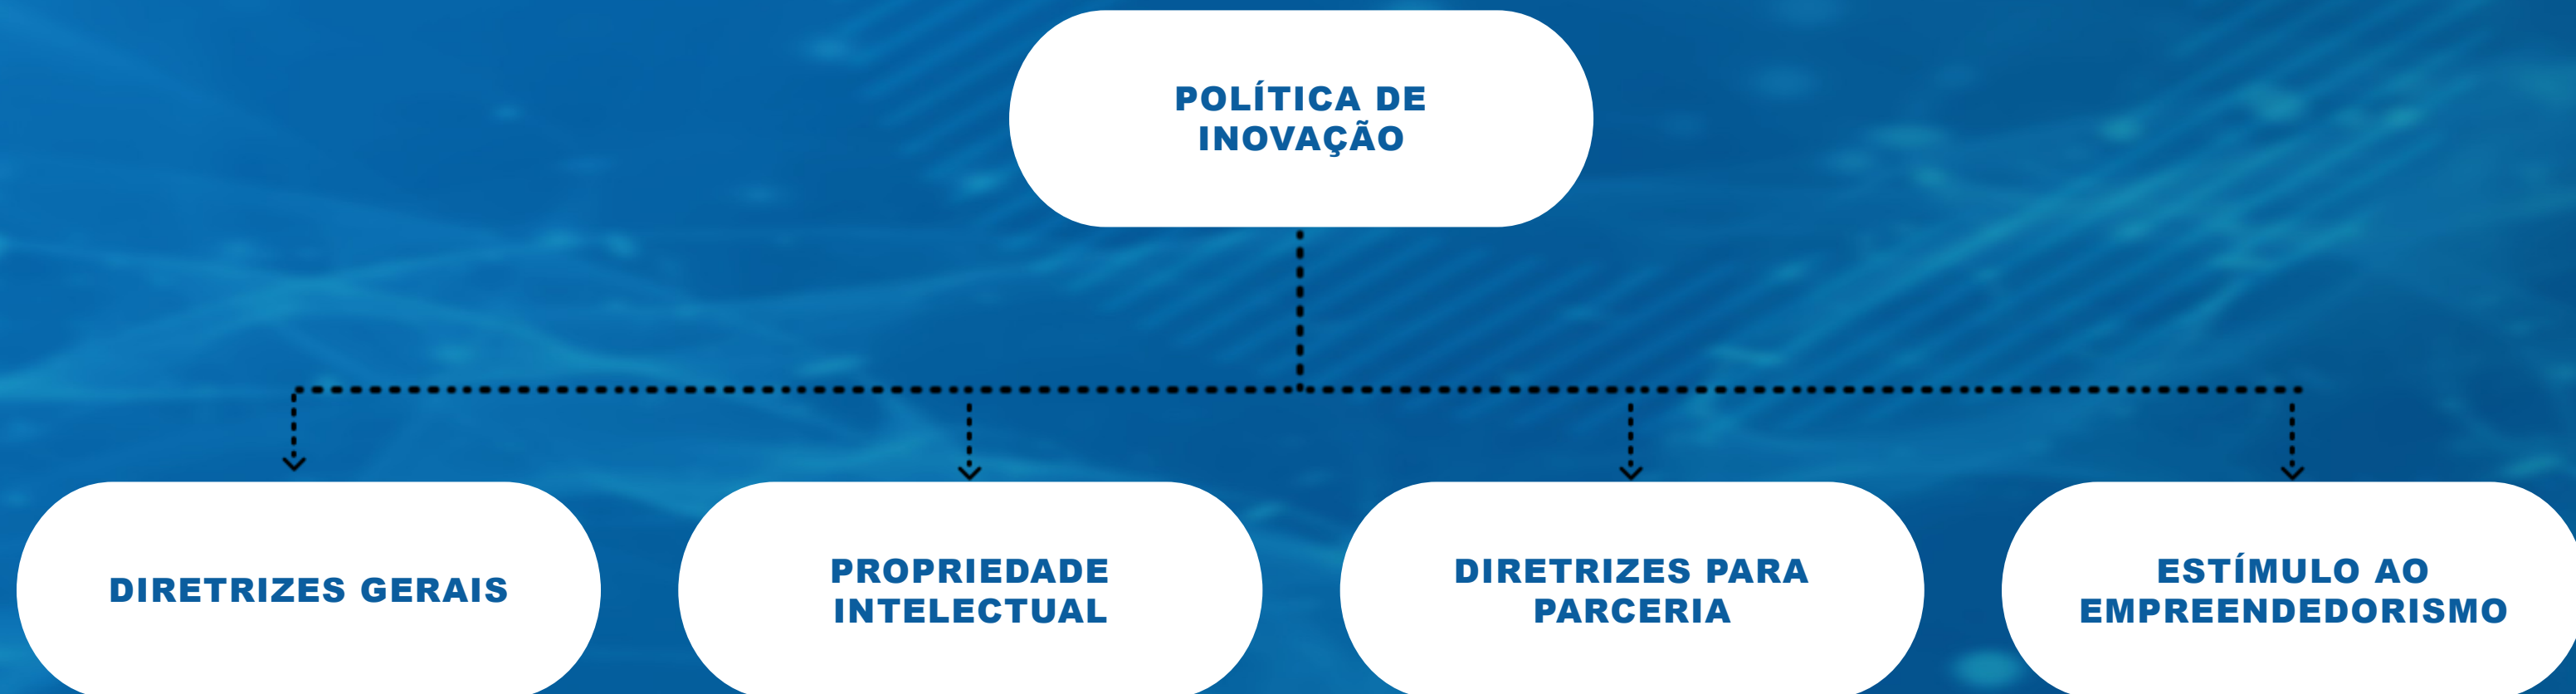 POLÍTICA DE
INOVAÇÃO
DIRETRIZES GERAIS
PROPRIEDADE
INTELECTUAL
DIRETRIZES PARA
PARCERIA
ESTÍMULO AO
EMPREENDEDORISMO